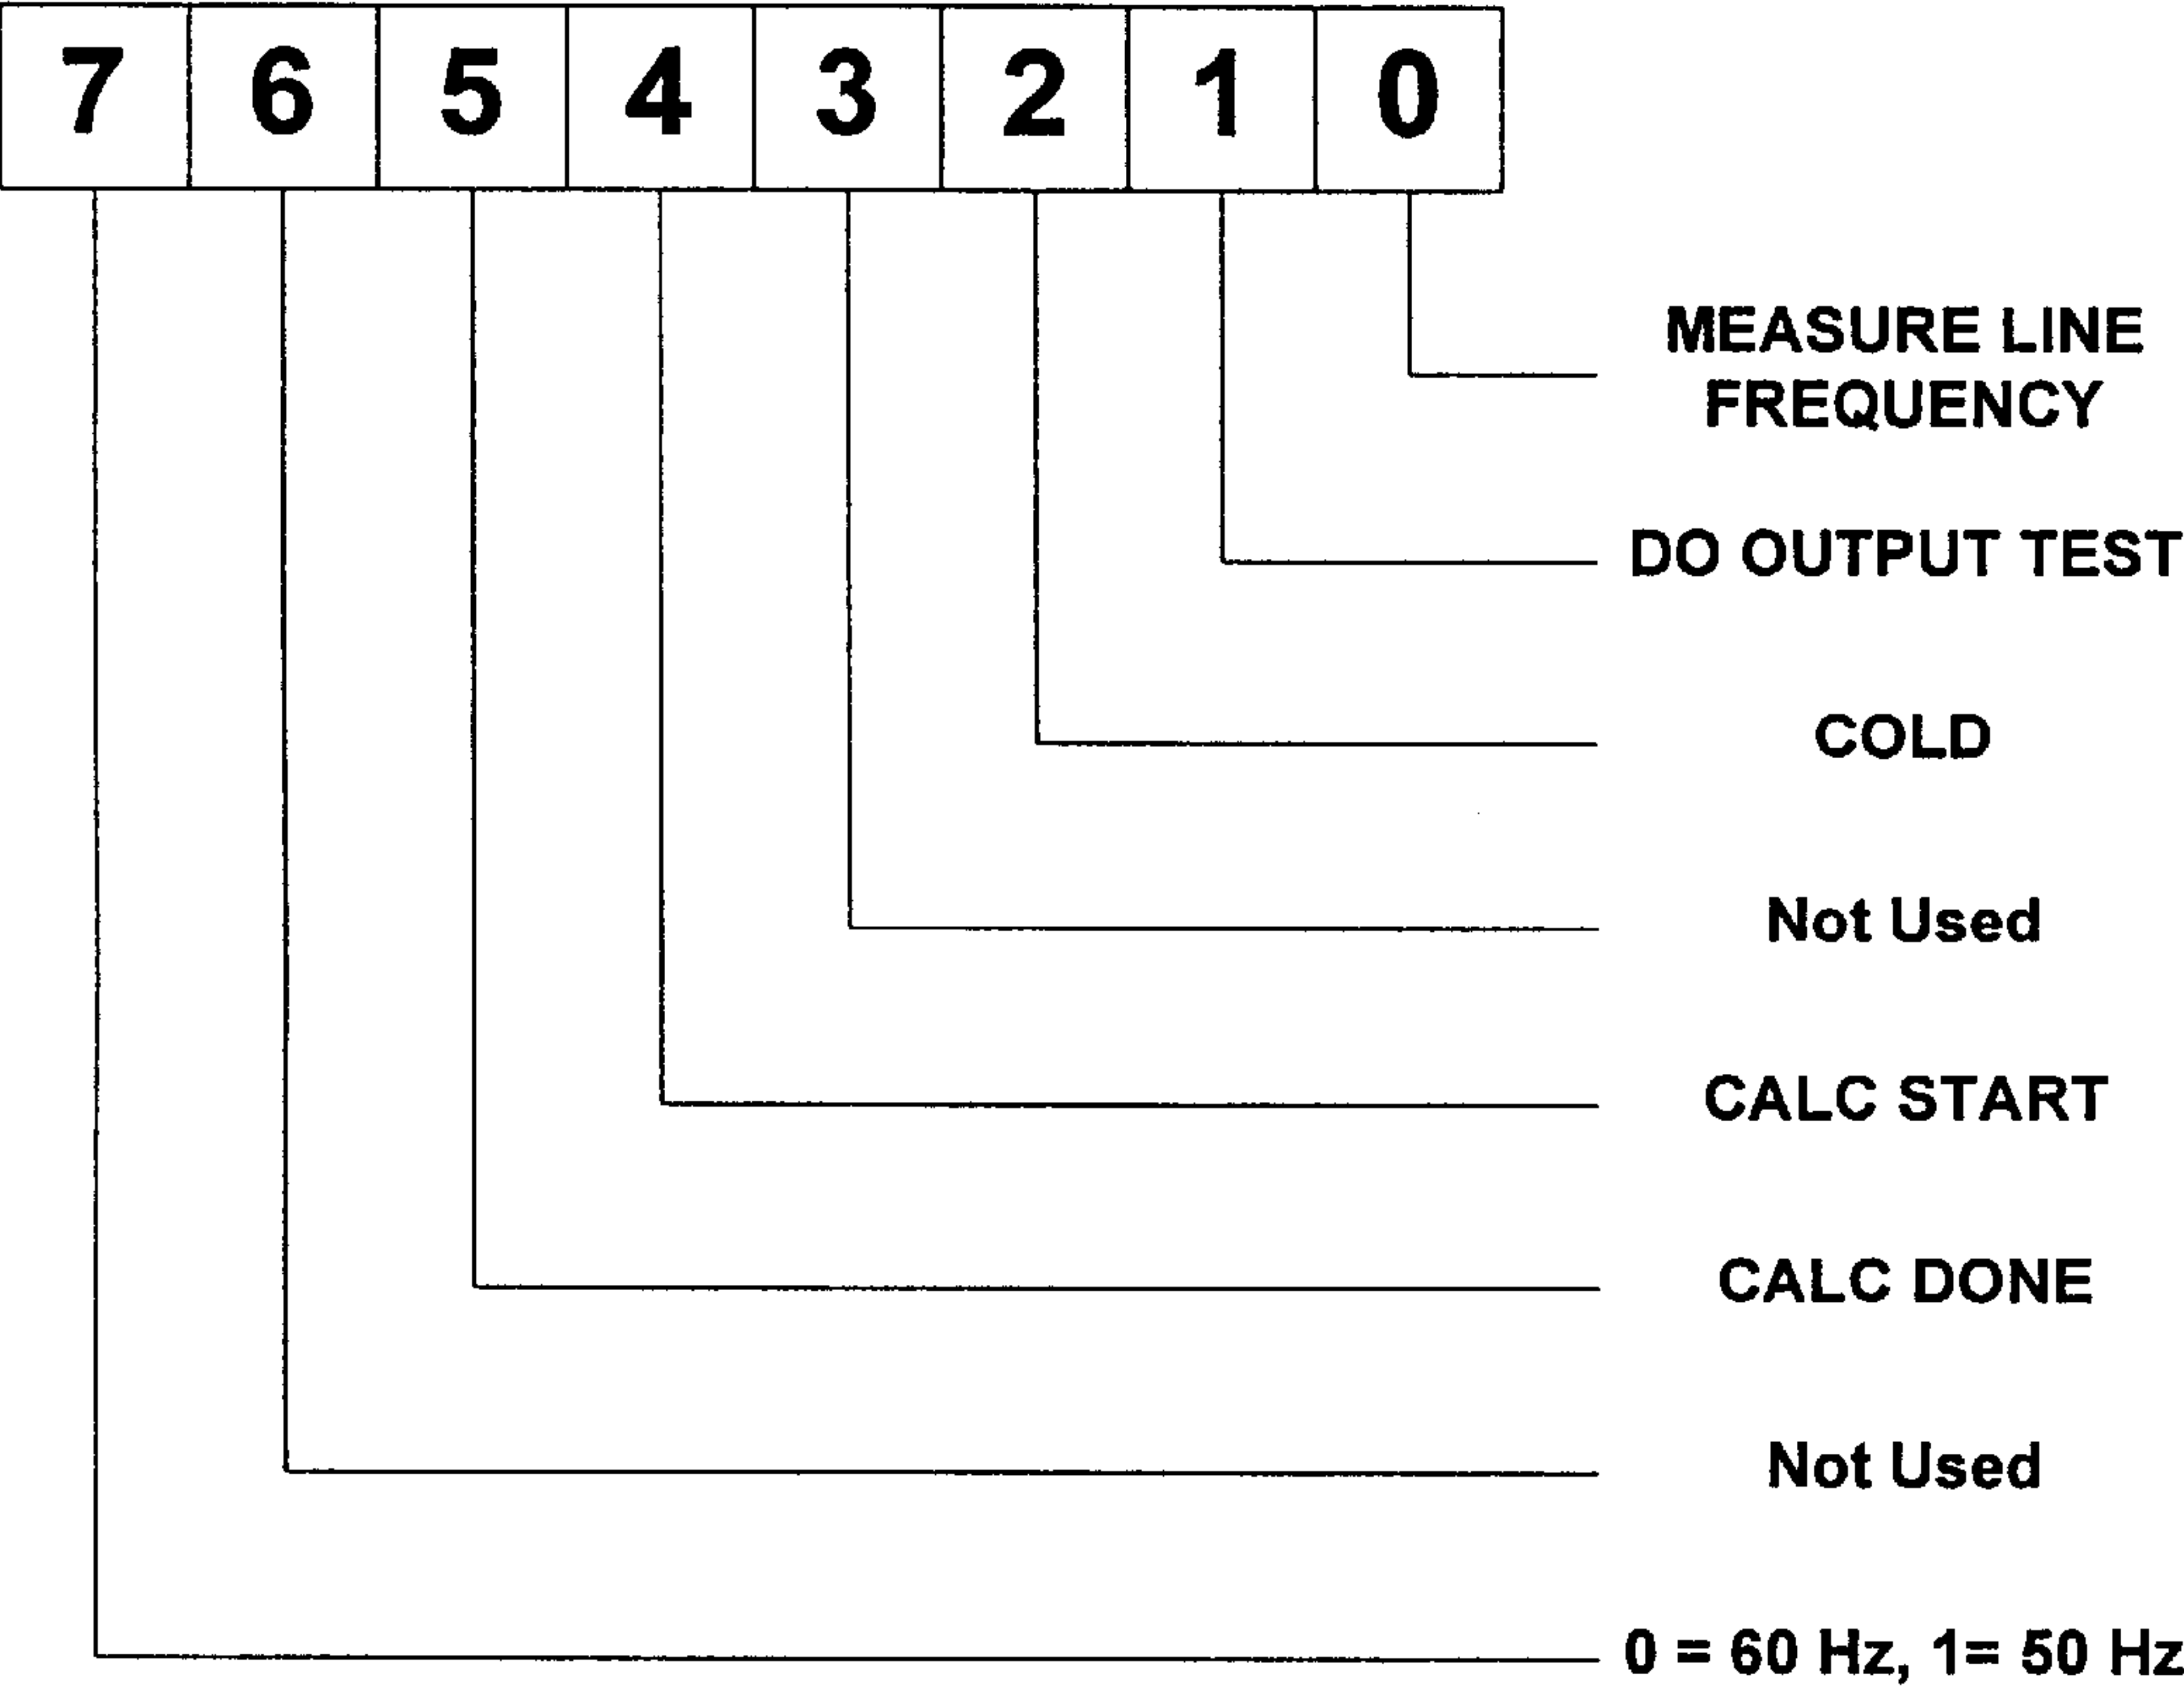 7 6 5 4 3 2 1 0
MEASURE LINE
FREQUENCY
DO OUTPUT TEST
COLD
Not Used
CALC START
CALC DONE
Not Used
0 = 60 Hz, 1= 50 Hz